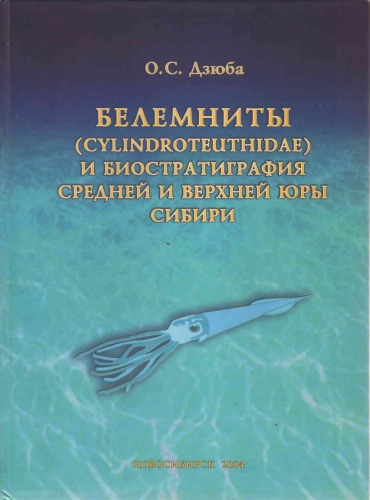 О.С. Дзюба
БЕЛЕМНИТЫ
(CYLINDROTEUTHIDAE)
И БИОСТРАТИГРАФИЯ
СРЕДНЕЙ И ВЕРХНЕЙ ЮРЫ
СИБИРИ
НОВОСИБИРСК 2004